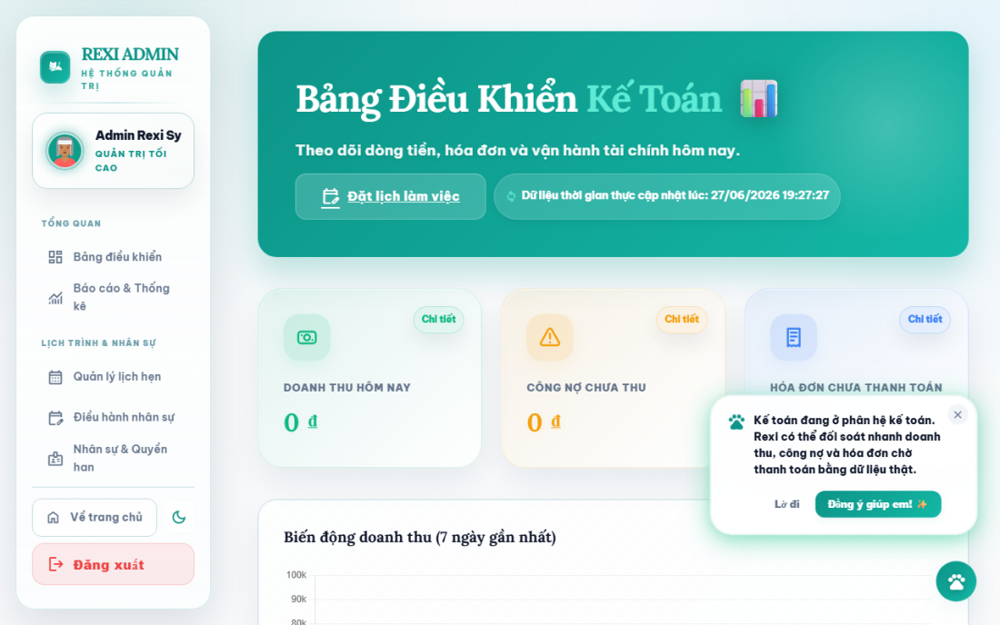 REXI ADMIN
HỆ THỐNG QUẢN
TRỊ
Admin Rexi Sy
QUẢN TRỊ TỐI
CAO
TỔNG QUAN
Bảng điều khiển
Báo cáo & Thống
kê
LỊCH TRÌNH & NHÂN SỰ
Quản lý lịch hẹn
Điều hành nhân sự
Nhân sự & Quyền
hạn
Về trang chủ
Đăng xuất
Bảng Điều Khiển Kế Toán
Theo dõi dòng tiền, hóa đơn và vận hành tài chính hôm nay.
Đặt lịch làm việc
Dữ liệu thời gian thực cập nhật lúc: 27/06/2026 19:27:27
Chi tiết
DOANH THU HÔM NAY
0 ₫
Chi tiết
CÔNG NỢ CHƯA THU
0 ₫
Chi tiết
HÓA ĐƠN CHƯA THANH TOÁN
Kế toán đang ở phân hệ kế toán.
Rexi có thể đối soát nhanh doanh
thu, công nợ và hóa đơn chờ
thanh toán bằng dữ liệu thật.
Lờ đi
Đồng ý giúp em! ✨
Biến động doanh thu (7 ngày gần nhất)
100k
90k
80k